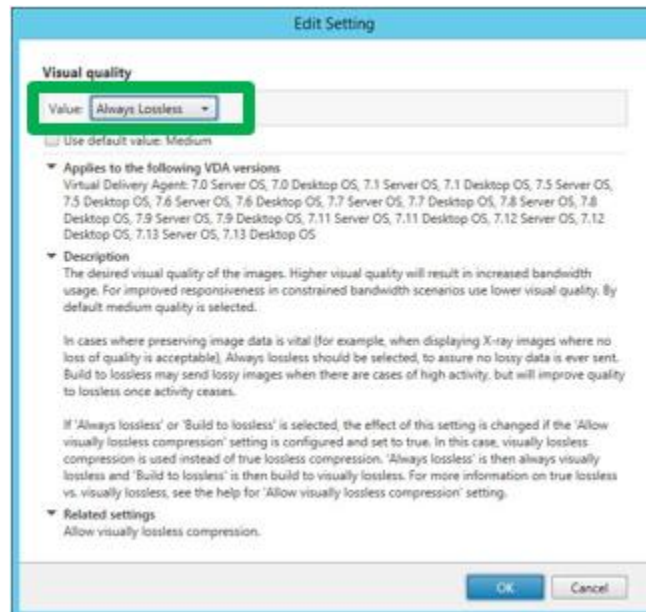 Edit Setting
Visual quality
Value: Always Lossless
Use default value: Medium
Applies to the following VDA versions
Virtual Delivery Agent: 7.0 Server OS, 7.0 Desktop OS, 7.1 Server OS, 7.1 Desktop OS, 7.5 Server OS,
7.5 Desktop OS, 7.6 Server OS, 7.6 Desktop OS, 7.7 Server OS, 7.7 Desktop OS, 7.8 Server OS, 7.8
Desktop OS, 7.9 Server OS, 7.9 Desktop OS, 7.11 Server OS, 7.11 Desktop OS, 7.12 Server OS, 7.12
Desktop OS, 7.13 Server OS, 7.13 Desktop OS
Description
The desired visual quality of the images. Higher visual quality will result in increased bandwidth
usage. For improved responsiveness in constrained bandwidth scenarios use lower visual quality. By
default medium quality is selected.
In cases where preserving image data is vital (for example, when displaying X-ray images where no
loss of quality is acceptable), Always lossless should be selected, to assure no lossy data is ever sent.
Build to lossless may send lossy images when there are cases of high activity, but will improve quality
to lossless once activity ceases.
If 'Always lossless' or 'Build to lossless' is selected, the effect of this setting is changed if the 'Allow
visually lossless compression' setting is configured and set to true. In this case, visually lossless
compression is used instead of true lossless compression. 'Always lossless' is then always visually
lossless and 'Build to lossless' is then build to visually lossless. For more information on true lossless
vs. visually lossless, see the help for 'Allow visually lossless compression' setting.
Related settings
Allow visually lossless compression.
OK
Cancel